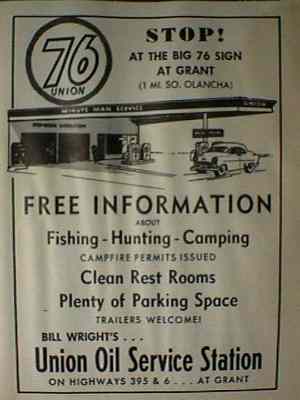 76
UNION
STOP!
AT THE BIG 76 SIGN
AT GRANT
(1 MI. SO. OLANCHA)
MINUTE MAN SERVICE
UNION
FREE INFORMATION
ABOUT
Fishing - Hunting - Camping
CAMPFIRE PERMITS ISSUED
Clean Rest Rooms
Plenty of Parking Space
TRAILERS WELCOME!
BILL WRIGHT'S . . .
Union Oil Service Station
ON HIGHWAYS 395 & 6 . . . AT GRANT